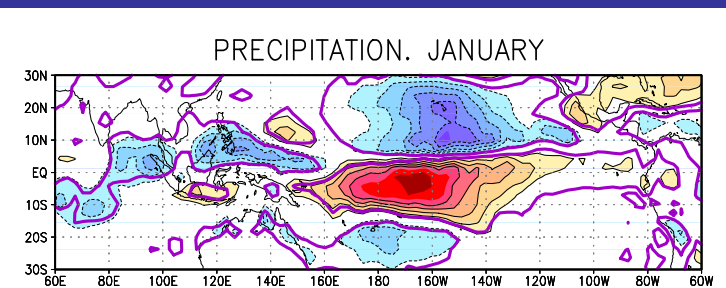 PRECIPITATION. JANUARY
30N
20N
10N
EQ
10S
20S
30S
60E 80E 100E 120E 140E 160E 180 160W 140W 120W 100W 80W 60W